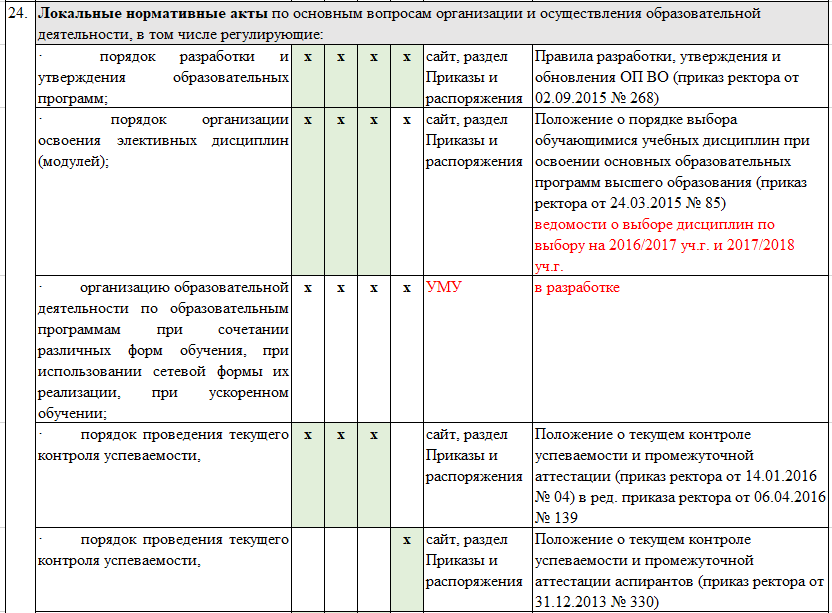 24. Локальные нормативные акты по основным вопросам организации и осуществления образовательной
деятельности, в том числе регулирующие:
· порядок разработки и
утверждения образовательных
программ;
x x x x
сайт, раздел
Приказы и
распоряжения
Правила разработки, утверждения и
обновления ОП ВО (приказ ректора от
02.09.2015 № 268)
· порядок организации
освоения элективных дисциплин
(модулей);
x x x x
сайт, раздел
Приказы и
распоряжения
Положение о порядке выбора
обучающимися учебных дисциплин при
освоении основных образовательных
программ высшего образования (приказ
ректора от 24.03.2015 № 85)
ведомости о выборе дисциплин по
выбору на 2016/2017 уч.г. и 2017/2018
уч.г.
· организацию образовательной
деятельности по образовательным
программам при сочетании
различных форм обучения, при
использовании сетевой формы их
реализации, при ускоренном
обучении;
x x x x
УМУ
в разработке
· порядок проведения текущего
контроля успеваемости,
x x x
сайт, раздел
Приказы и
распоряжения
Положение о текущем контроле
успеваемости и промежуточной
аттестации (приказ ректора от 14.01.2016
№ 04) в ред. приказа ректора от 06.04.2016
№ 139
· порядок проведения текущего
контроля успеваемости,
x
сайт, раздел
Приказы и
распоряжения
Положение о текущем контроле
успеваемости и промежуточной
аттестации аспирантов (приказ ректора от
31.12.2013 № 330)